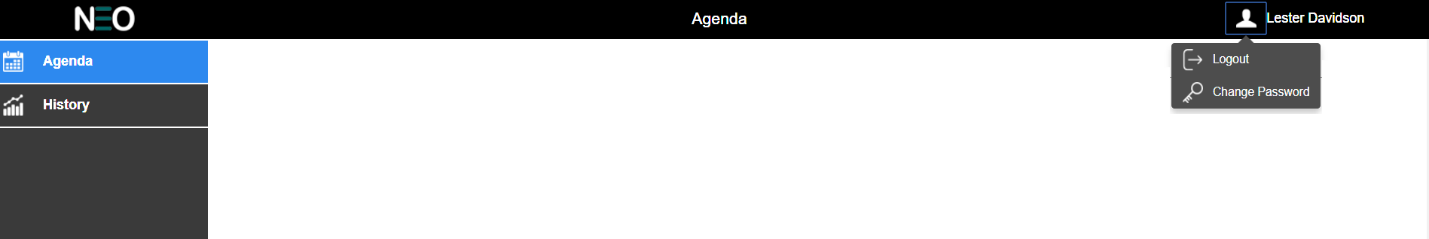 NEO
Agenda
Lester Davidson
Agenda
Logout
History
Change Password